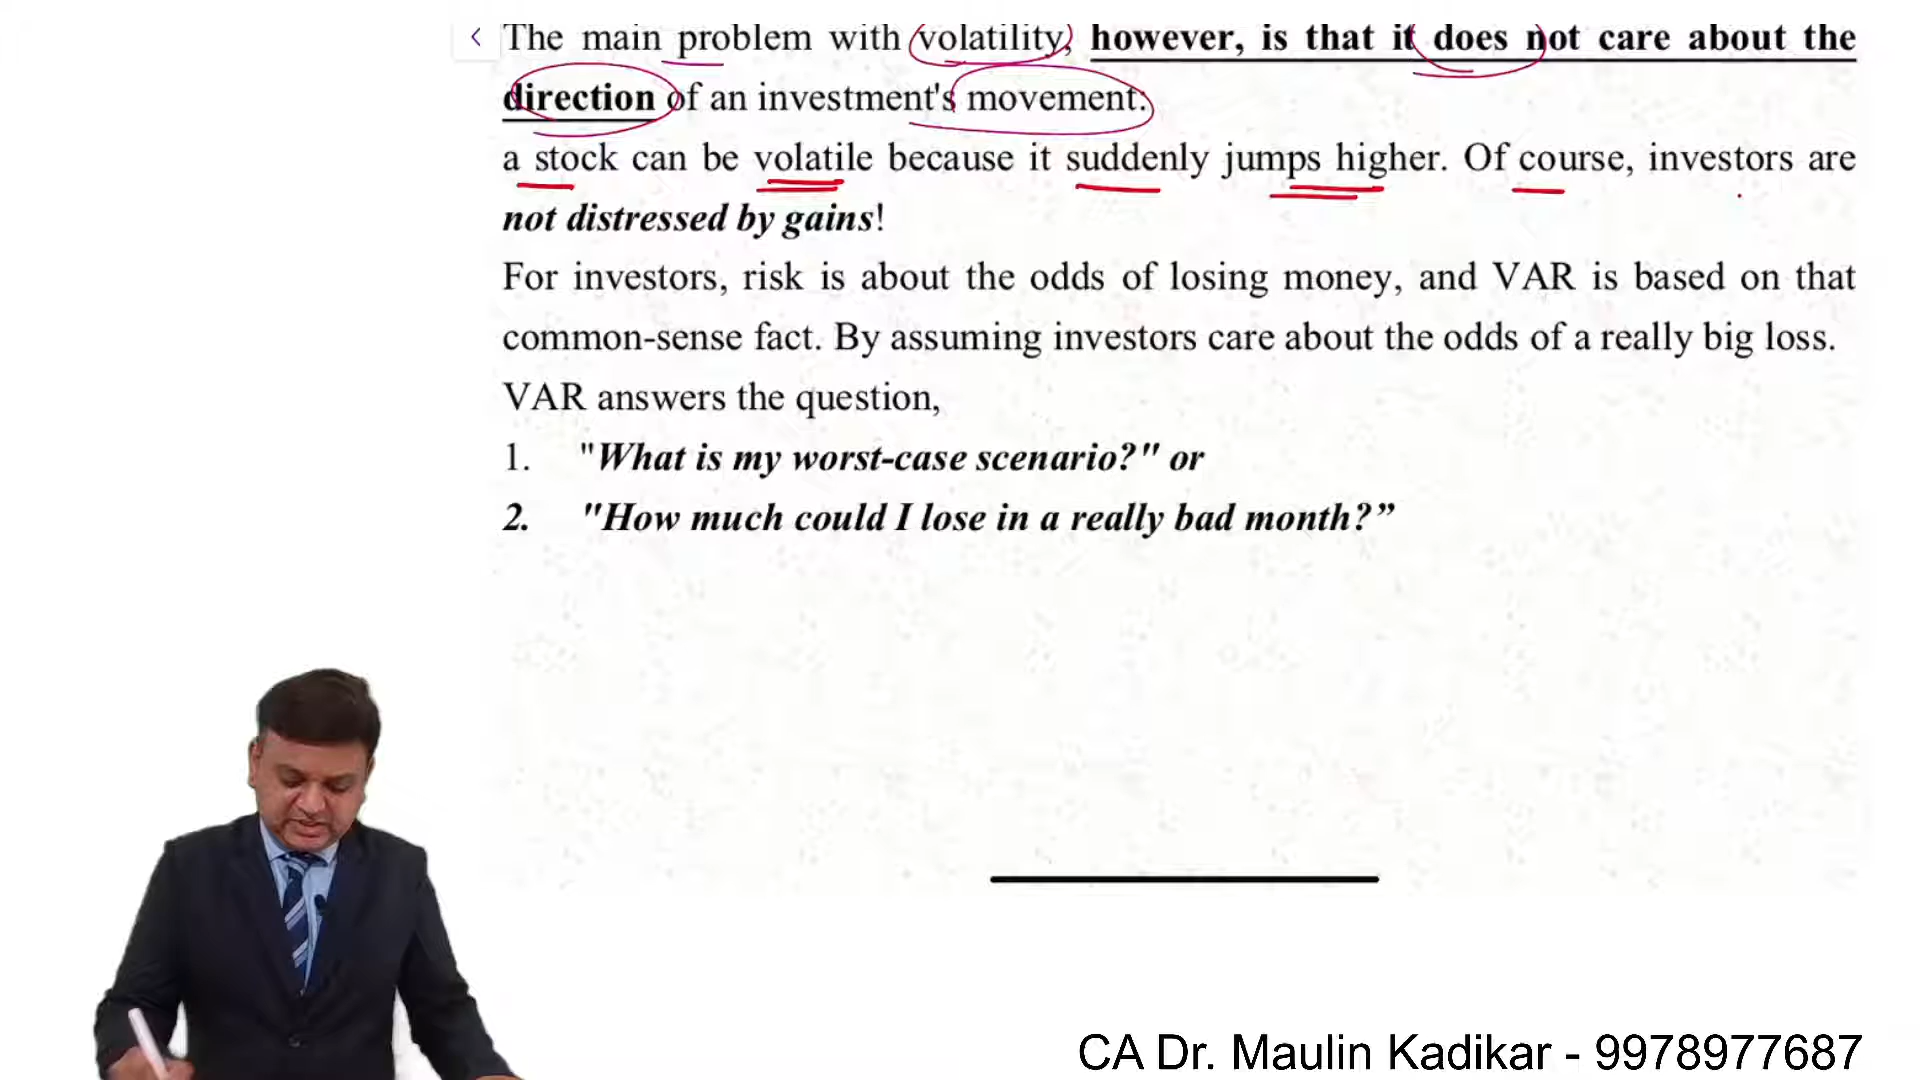 The main problem with volatility, however, is that it does not care about the
direction of an investment's movement:
a stock can be volatile because it suddenly jumps higher. Of course, investors are
not distressed by gains!
For investors, risk is about the odds of losing money, and VAR is based on that
common-sense fact. By assuming investors care about the odds of a really big loss.
VAR answers the question,
1. "What is my worst-case scenario?" or
2. "How much could I lose in a really bad month?”
CA Dr. Maulin Kadikar - 9978977687